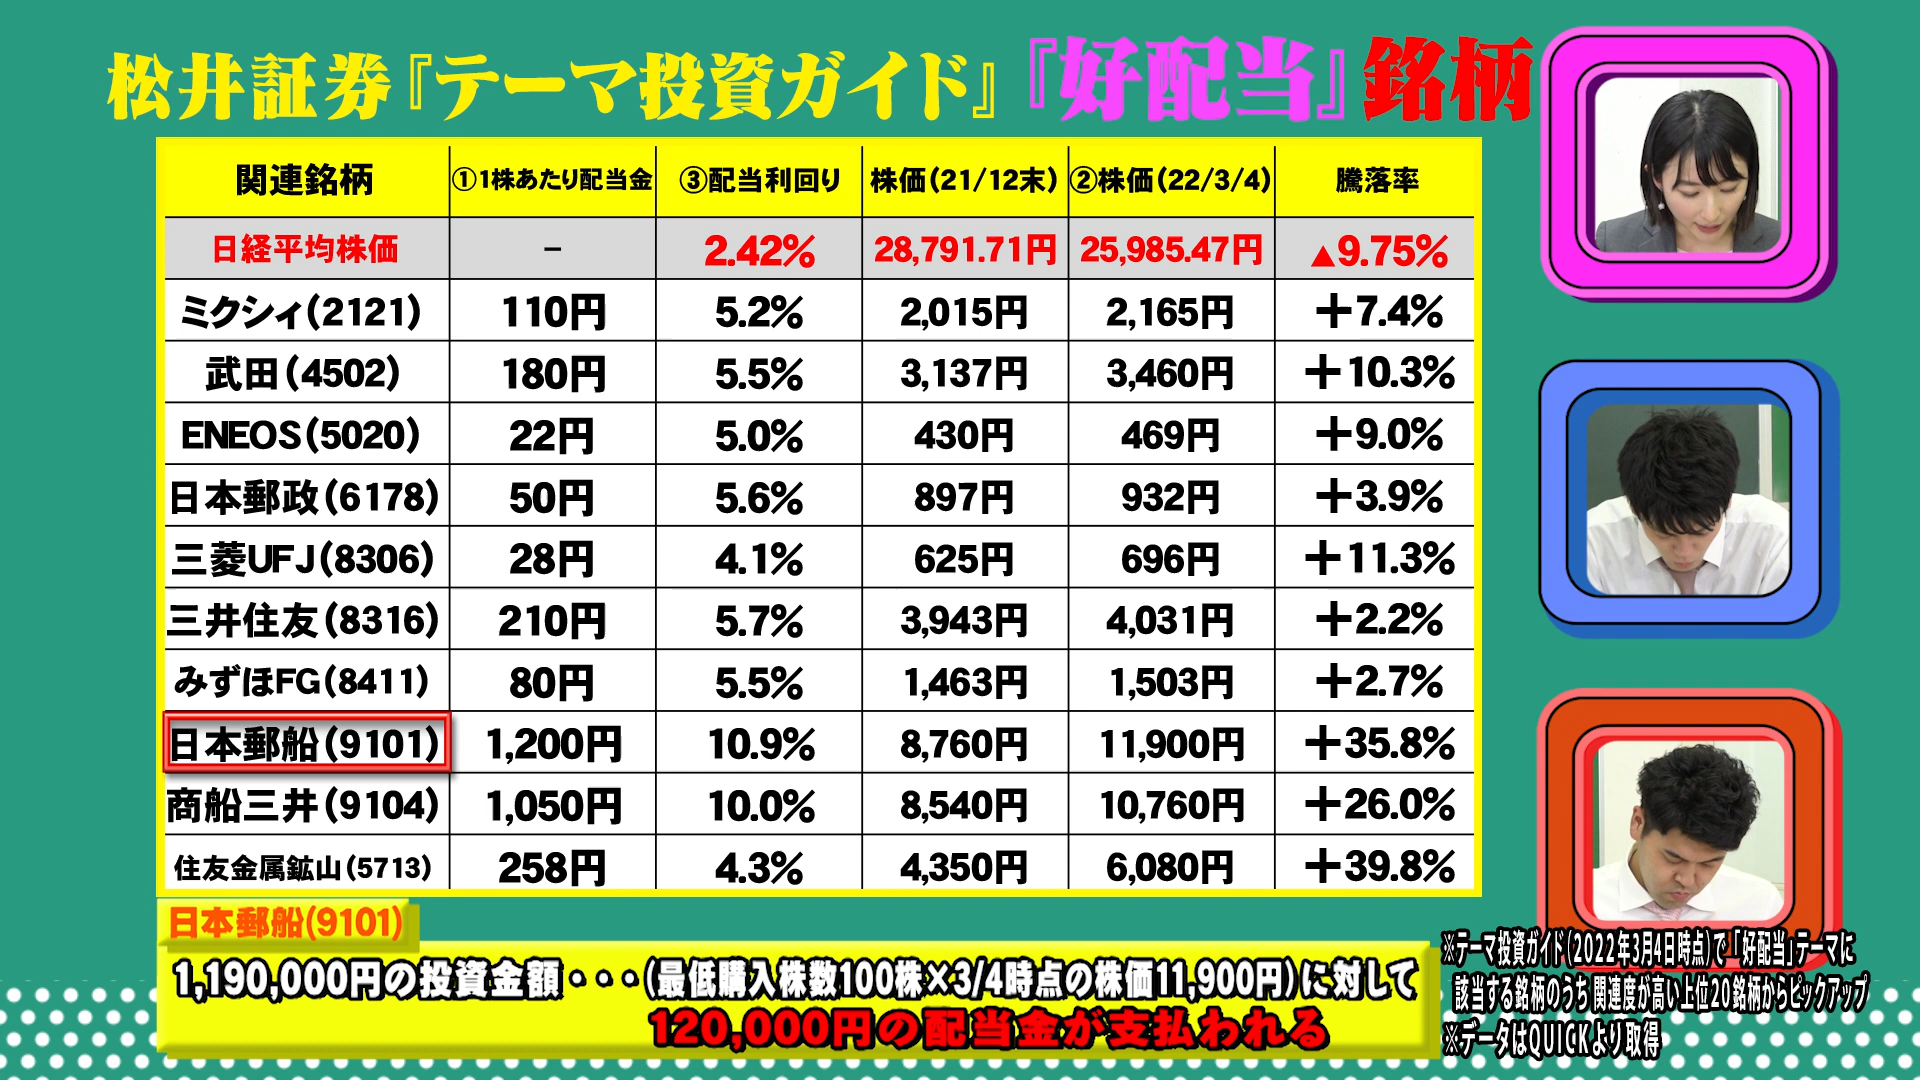 松井証券『テーマ投資ガイド』『好配当』銘柄
関連銘柄 ①1株あたり配当金 ③配当利回り 株価(21/12末) ②株価(22/3/4) 騰落率
日経平均株価 − 2.42% 28,791.71円 25,985.47円 ▲9.75%
ミクシィ(2121) 110円 5.2% 2,015円 2,165円 +7.4%
武田(4502) 180円 5.5% 3,137円 3,460円 +10.3%
ENEOS(5020) 22円 5.0% 430円 469円 +9.0%
日本郵政(6178) 50円 5.6% 897円 932円 +3.9%
三菱UFJ(8306) 28円 4.1% 625円 696円 +11.3%
三井住友(8316) 210円 5.7% 3,943円 4,031円 +2.2%
みずほFG(8411) 80円 5.5% 1,463円 1,503円 +2.7%
日本郵船(9101) 1,200円 10.9% 8,760円 11,900円 +35.8%
商船三井(9104) 1,050円 10.0% 8,540円 10,760円 +26.0%
住友金属鉱山(5713) 258円 4.3% 4,350円 6,080円 +39.8%
日本郵船(9101)
1,190,000円の投資金額・・・(最低購入株数100株×3/4時点の株価11,900円)に対して
120,000円の配当金が支払われる
※テーマ投資ガイド(2022年3月4日時点)で「好配当」テーマに
該当する銘柄のうち関連度が高い上位20銘柄からピックアップ
※データはQUICKより取得